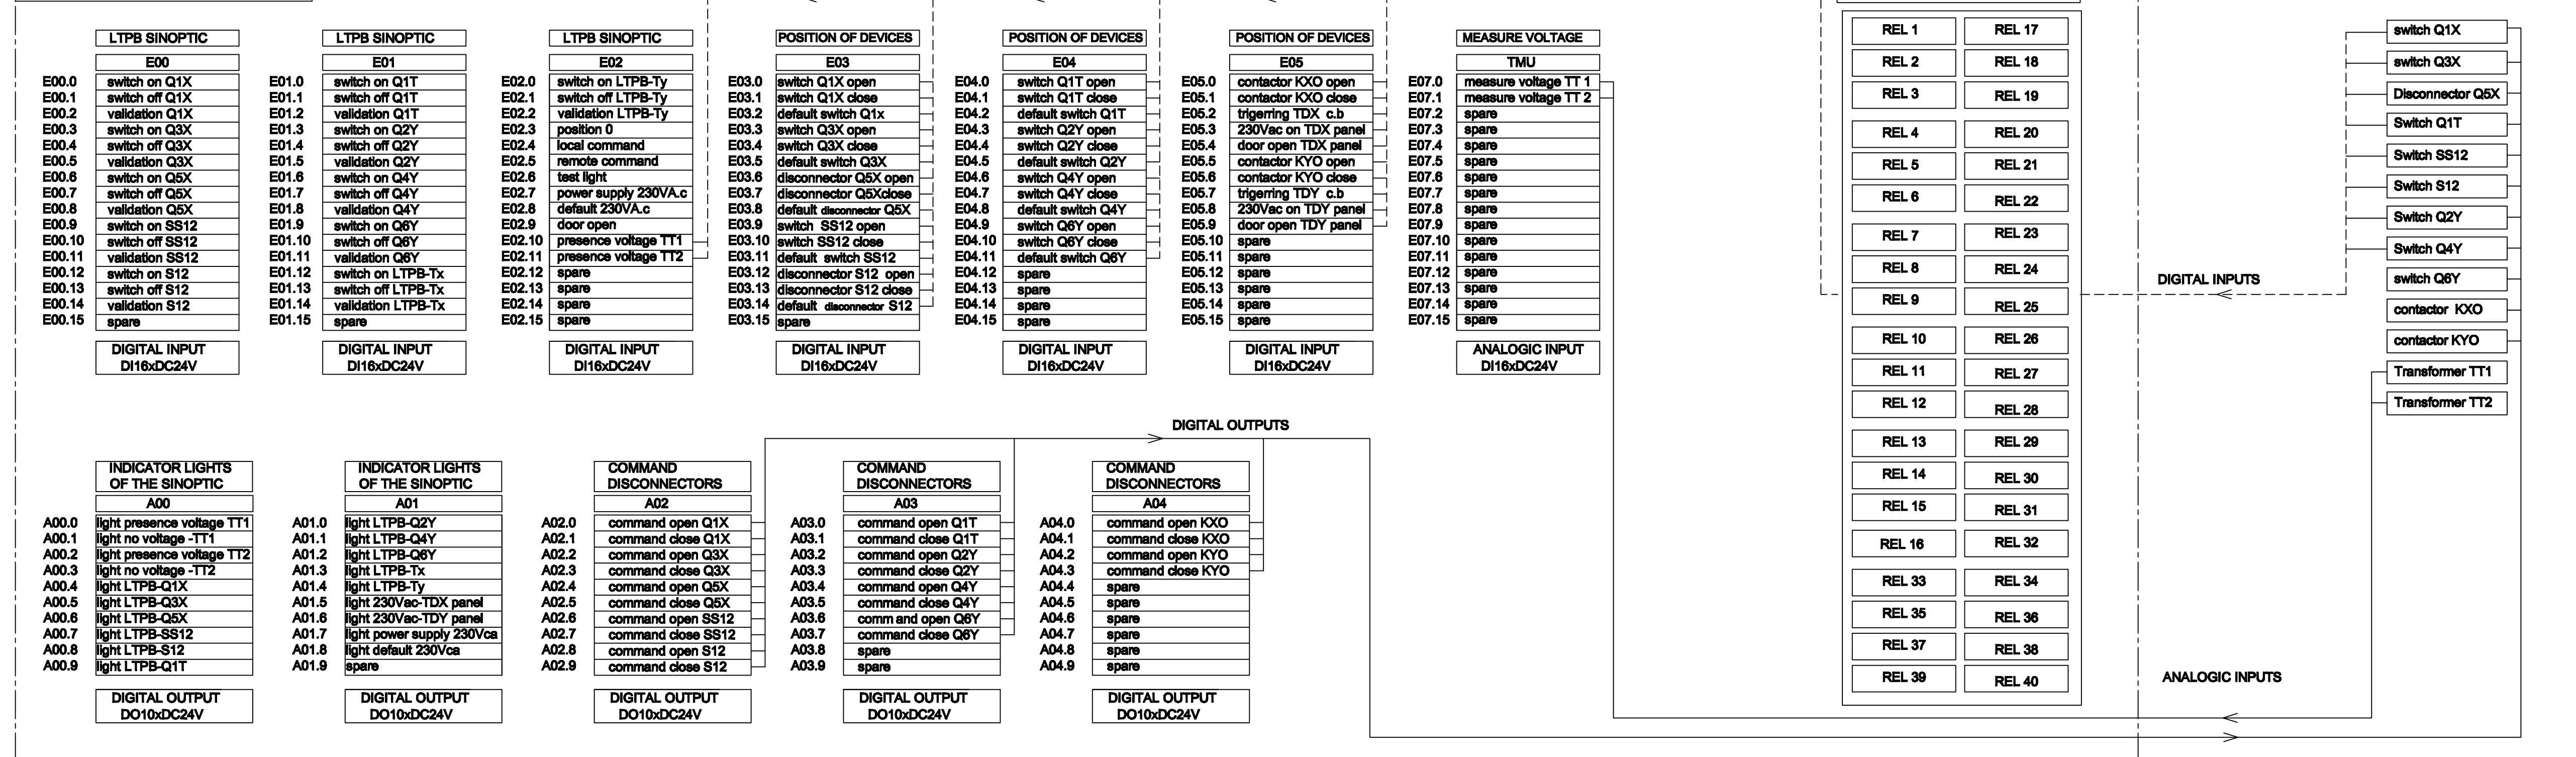 LTPB SINOPTIC
E00
E00.0 switch on Q1X
E00.1 switch off Q1X
E00.2 validation Q1X
E00.3 switch on Q3X
E00.4 switch off Q3X
E00.5 validation Q3X
E00.6 switch on Q5X
E00.7 switch off Q5X
E00.8 validation Q5X
E00.9 switch on SS12
E00.10 switch off SS12
E00.11 validation SS12
E00.12 switch on S12
E00.13 switch off S12
E00.14 validation S12
E00.15 spare
DIGITAL INPUT
DI16xDC24V
LTPB SINOPTIC
E01
E01.0 switch on Q1T
E01.1 switch off Q1T
E01.2 validation Q1T
E01.3 switch on Q2Y
E01.4 switch off Q2Y
E01.5 validation Q2Y
E01.6 switch on Q4Y
E01.7 switch off Q4Y
E01.8 validation Q4Y
E01.9 switch on Q6Y
E01.10 switch off Q6Y
E01.11 validation Q6Y
E01.12 switch on LTPB-Tx
E01.13 switch off LTPB-Tx
E01.14 validation LTPB-Tx
E01.15 spare
DIGITAL INPUT
DI16xDC24V
LTPB SINOPTIC
E02
E02.0 switch on LTPB-Ty
E02.1 switch off LTPB-Ty
E02.2 validation LTPB-Ty
E02.3 position 0
E02.4 local command
E02.5 remote command
E02.6 test light
E02.7 power supply 230VA.c
E02.8 default 230VA.c
E02.9 door open
E02.10 presence voltage TT1
E02.11 presence voltage TT2
E02.12 spare
E02.13 spare
E02.14 spare
E02.15 spare
DIGITAL INPUT
DI16xDC24V
POSITION OF DEVICES
E03
E03.0 switch Q1X open
E03.1 switch Q1X close
E03.2 default switch Q1x
E03.3 switch Q3X open
E03.4 switch Q3X close
E03.5 default switch Q3X
E03.6 disconnector Q5X open
E03.7 disconnector Q5Xclose
E03.8 default disconnector Q5X
E03.9 switch SS12 open
E03.10 switch SS12 close
E03.11 default switch SS12
E03.12 disconnector S12 open
E03.13 disconnector S12 close
E03.14 default disconnector S12
E03.15 spare
DIGITAL INPUT
DI16xDC24V
POSITION OF DEVICES
E04
E04.0 switch Q1T open
E04.1 switch Q1T close
E04.2 default switch Q1T
E04.3 switch Q2Y open
E04.4 switch Q2Y close
E04.5 default switch Q2Y
E04.6 switch Q4Y open
E04.7 switch Q4Y close
E04.8 default switch Q4Y
E04.9 switch Q6Y open
E04.10 switch Q6Y close
E04.11 default switch Q6Y
E04.12 spare
E04.13 spare
E04.14 spare
E04.15 spare
DIGITAL INPUT
DI16xDC24V
POSITION OF DEVICES
E05
E05.0 contactor KXO open
E05.1 contactor KXO close
E05.2 trigerring TDX c.b
E05.3 230Vac on TDX panel
E05.4 door open TDX panel
E05.5 contactor KYO open
E05.6 contactor KYO close
E05.7 trigerring TDY c.b
E05.8 230Vac on TDY panel
E05.9 door open TDY panel
E05.10 spare
E05.11 spare
E05.12 spare
E05.13 spare
E05.14 spare
E05.15 spare
DIGITAL INPUT
DI16xDC24V
MEASURE VOLTAGE
TMU
E07.0 measure voltage TT 1
E07.1 measure voltage TT 2
E07.2 spare
E07.3 spare
E07.4 spare
E07.5 spare
E07.6 spare
E07.7 spare
E07.8 spare
E07.9 spare
E07.10 spare
E07.11 spare
E07.12 spare
E07.13 spare
E07.14 spare
E07.15 spare
ANALOGIC INPUT
DI16xDC24V
DIGITAL OUTPUTS
INDICATOR LIGHTS
OF THE SINOPTIC
A00
A00.0 light presence voltage TT1
A00.1 light no voltage -TT1
A00.2 light presence voltage TT2
A00.3 light no voltage -TT2
A00.4 light LTPB-Q1X
A00.5 light LTPB-Q3X
A00.6 light LTPB-Q5X
A00.7 light LTPB-SS12
A00.8 light LTPB-S12
A00.9 light LTPB-Q1T
DIGITAL OUTPUT
DO10xDC24V
INDICATOR LIGHTS
OF THE SINOPTIC
A01
A01.0 light LTPB-Q2Y
A01.1 light LTPB-Q4Y
A01.2 light LTPB-Q6Y
A01.3 light LTPB-Tx
A01.4 light LTPB-Ty
A01.5 light 230Vac-TDX panel
A01.6 light 230Vac-TDY panel
A01.7 light power supply 230Vca
A01.8 light default 230Vca
A01.9 spare
DIGITAL OUTPUT
DO10xDC24V
COMMAND
DISCONNECTORS
A02
A02.0 command open Q1X
A02.1 command close Q1X
A02.2 command open Q3X
A02.3 command close Q3X
A02.4 command open Q5X
A02.5 command close Q5X
A02.6 command open SS12
A02.7 command close SS12
A02.8 command open S12
A02.9 command close S12
DIGITAL OUTPUT
DO10xDC24V
COMMAND
DISCONNECTORS
A03
A03.0 command open Q1T
A03.1 command close Q1T
A03.2 command open Q2Y
A03.3 command close Q2Y
A03.4 command open Q4Y
A03.5 command close Q4Y
A03.6 comm and open Q6Y
A03.7 command close Q6Y
A03.8 spare
A03.9 spare
DIGITAL OUTPUT
DO10xDC24V
COMMAND
DISCONNECTORS
A04
A04.0 command open KXO
A04.1 command close KXO
A04.2 command open KYO
A04.3 command close KYO
A04.4 spare
A04.5 spare
A04.6 spare
A04.7 spare
A04.8 spare
A04.9 spare
DIGITAL OUTPUT
DO10xDC24V
REL 1 REL 17
REL 2 REL 18
REL 3 REL 19
REL 4 REL 20
REL 5 REL 21
REL 6 REL 22
REL 7 REL 23
REL 8 REL 24
REL 9 REL 25
REL 10 REL 26
REL 11 REL 27
REL 12 REL 28
REL 13 REL 29
REL 14 REL 30
REL 15 REL 31
REL 16 REL 32
REL 33 REL 34
REL 35 REL 36
REL 37 REL 38
REL 39 REL 40
DIGITAL INPUTS
ANALOGIC INPUTS
switch Q1X
switch Q3X
Disconnector Q5X
Switch Q1T
Switch SS12
Switch S12
Switch Q2Y
Switch Q4Y
switch Q6Y
contactor KXO
contactor KYO
Transformer TT1
Transformer TT2